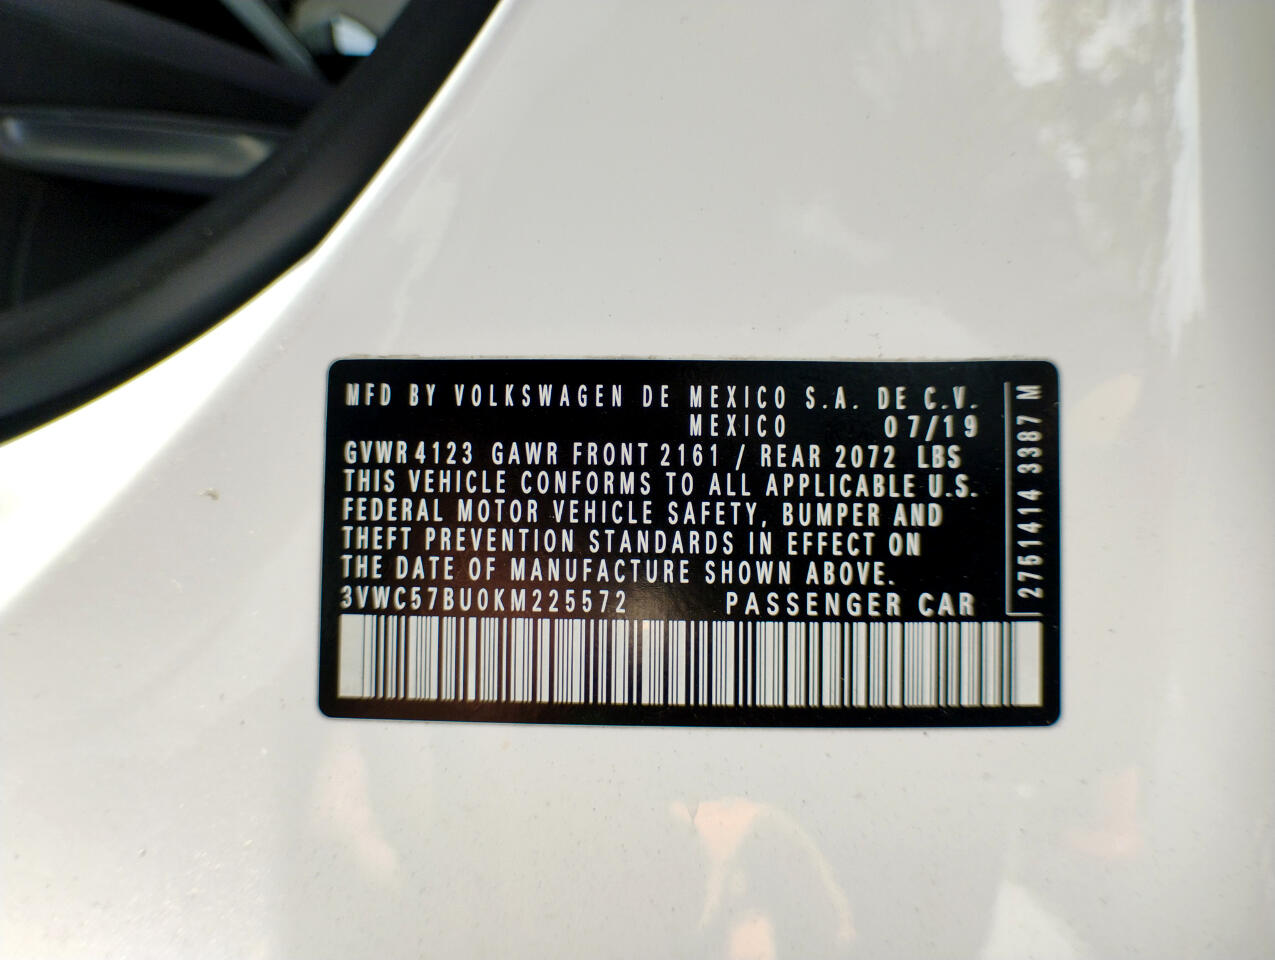 MFD BY VOLKSWAGEN DE MEXICO S.A. DE C.V.
MEXICO 07/19
GVWR 4123 GAWR FRONT 2161 / REAR 2072 LBS
THIS VEHICLE CONFORMS TO ALL APPLICABLE U.S.
FEDERAL MOTOR VEHICLE SAFETY, BUMPER AND
THEFT PREVENTION STANDARDS IN EFFECT ON
THE DATE OF MANUFACTURE SHOWN ABOVE.
3VWC57BU0KM225572 PASSENGER CAR
2761414 3387 M